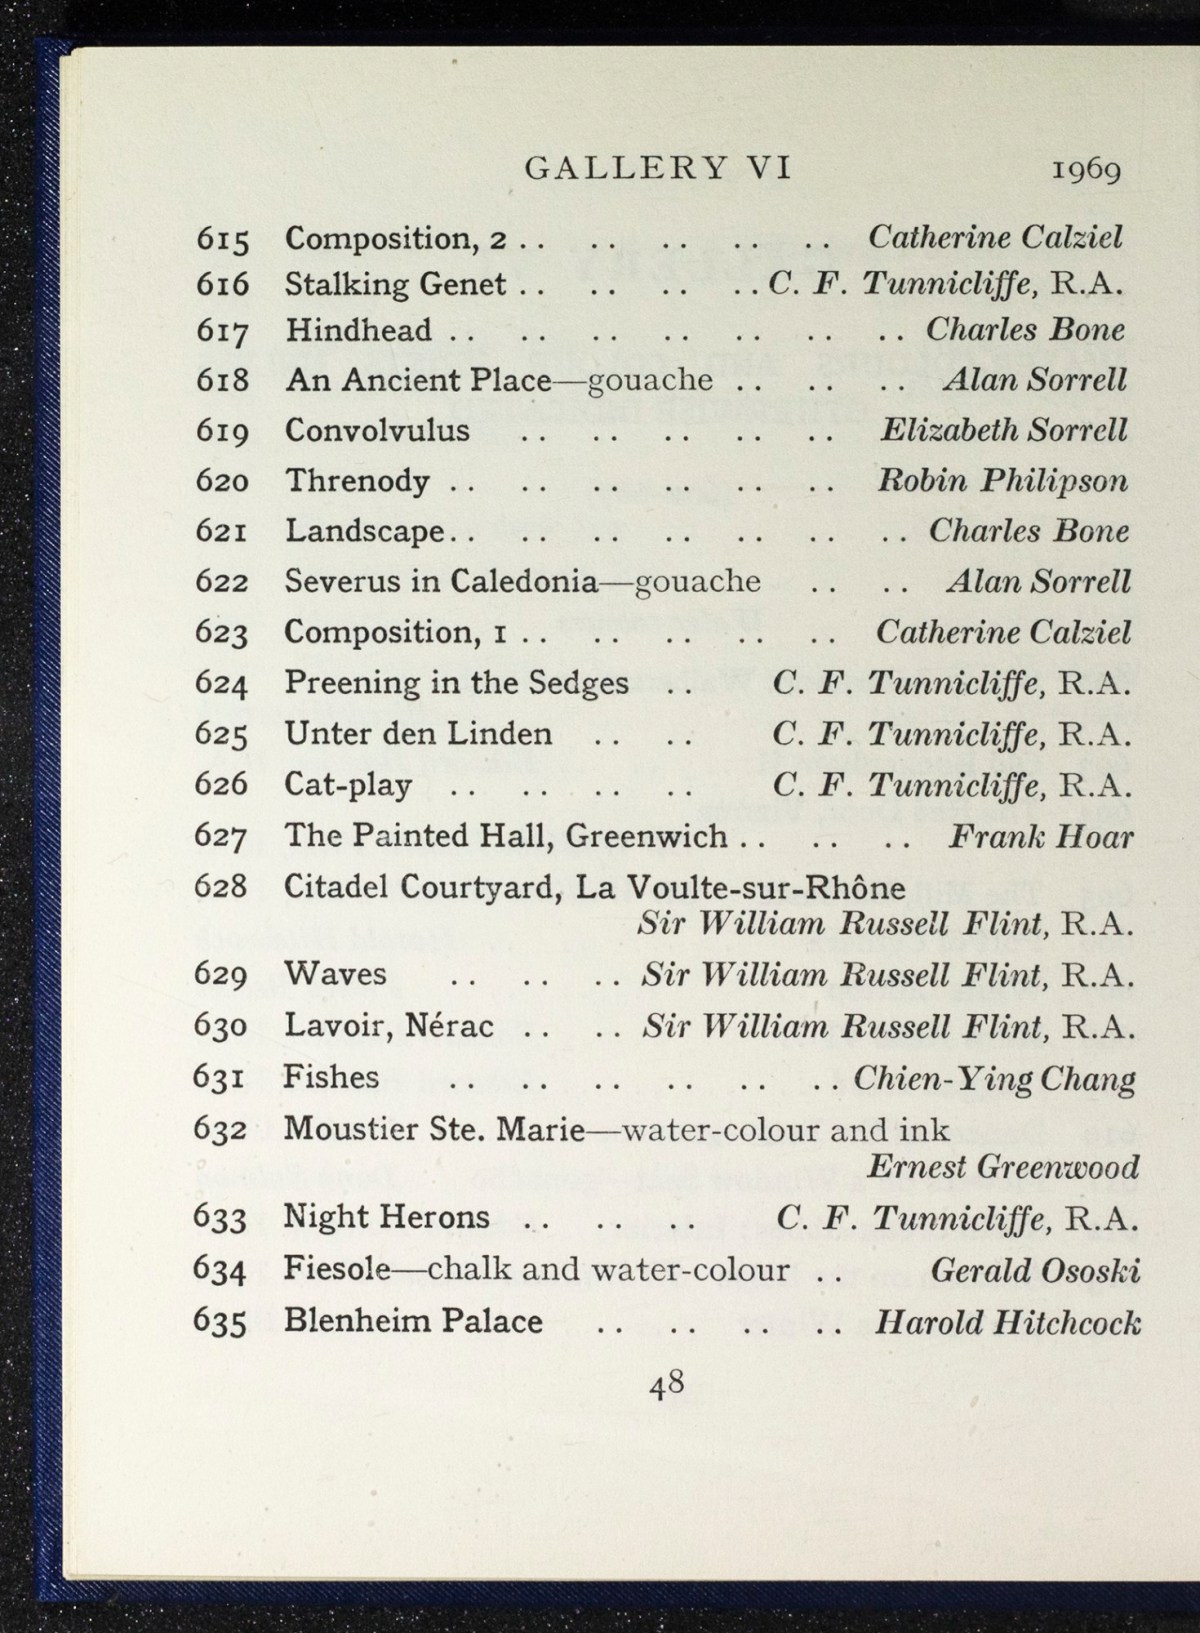 GALLERY VI 1969
615 Composition, 2 . . . . . . . . . . Catherine Calziel
616 Stalking Genet . . . . . . . . C. F. Tunnicliffe, R.A.
617 Hindhead . . . . . . . . . . . . . . Charles Bone
618 An Ancient Place—gouache . . . . . . Alan Sorrell
619 Convolvulus . . . . . . . . . . Elizabeth Sorrell
620 Threnody . . . . . . . . . . . . Robin Philipson
621 Landscape . . . . . . . . . . . . . . Charles Bone
622 Severus in Caledonia—gouache . . . . Alan Sorrell
623 Composition, 1 . . . . . . . . . . Catherine Calziel
624 Preening in the Sedges . . C. F. Tunnicliffe, R.A.
625 Unter den Linden . . . . C. F. Tunnicliffe, R.A.
626 Cat-play . . . . . . . . C. F. Tunnicliffe, R.A.
627 The Painted Hall, Greenwich . . . . . . Frank Hoar
628 Citadel Courtyard, La Voulte-sur-Rhône
Sir William Russell Flint, R.A.
629 Waves . . . . . . Sir William Russell Flint, R.A.
630 Lavoir, Nérac . . . . Sir William Russell Flint, R.A.
631 Fishes . . . . . . . . . . . . Chien-Ying Chang
632 Moustier Ste. Marie—water-colour and ink
Ernest Greenwood
633 Night Herons . . . . . . C. F. Tunnicliffe, R.A.
634 Fiesole—chalk and water-colour . . Gerald Ososki
635 Blenheim Palace . . . . . . . . Harold Hitchcock
48